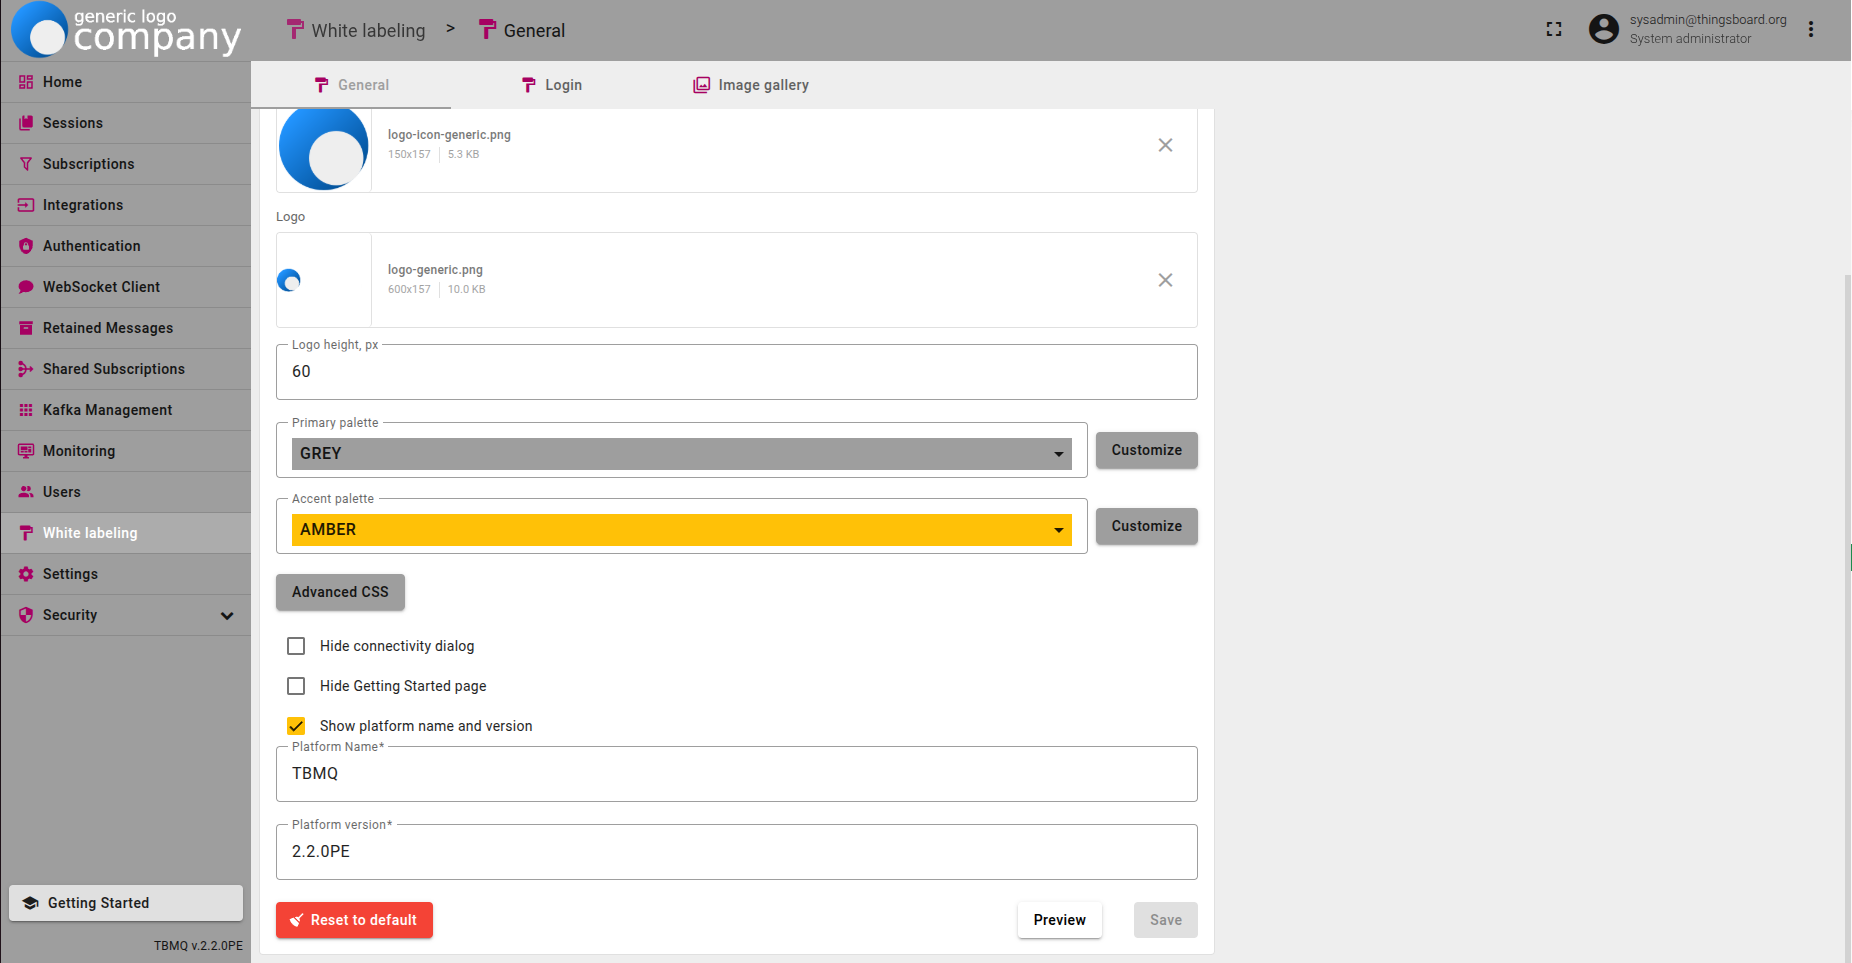 generic logo
company
White labeling > General
sysadmin@thingsboard.org
System administrator
Home
Sessions
Subscriptions
Integrations
Authentication
WebSocket Client
Retained Messages
Shared Subscriptions
Kafka Management
Monitoring
Users
White labeling
Settings
Security
Getting Started
TBMQ v.2.2.0PE
General
Login
Image gallery
logo-icon-generic.png
150x157 5.3 KB
Logo
logo-generic.png
600x157 10.0 KB
Logo height, px
60
Primary palette
GREY
Customize
Accent palette
AMBER
Customize
Advanced CSS
Hide connectivity dialog
Hide Getting Started page
Show platform name and version
Platform Name*
TBMQ
Platform version*
2.2.0PE
Reset to default
Preview
Save